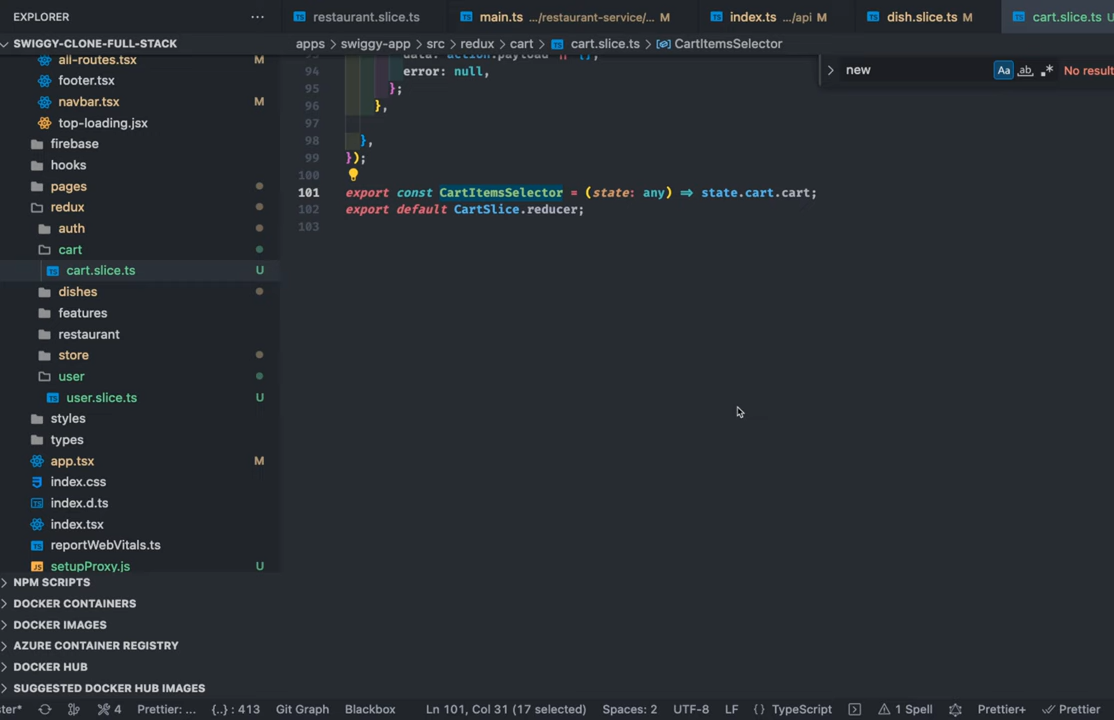 EXPLORER ···
restaurant.slice.ts
main.ts .../restaurant-service/... M
index.ts .../api M
dish.slice.ts M
cart.slice.ts U
SWIGGY-CLONE-FULL-STACK
apps > swiggy-app > src > redux > cart > cart.slice.ts > CartItemsSelector
new Aa ab .* No result
all-routes.tsx M
footer.tsx
navbar.tsx M
top-loading.jsx
firebase
hooks
pages
redux
auth
cart
cart.slice.ts U
dishes
features
restaurant
store
user
user.slice.ts U
styles
types
app.tsx M
index.css
index.d.ts
index.tsx
reportWebVitals.ts
setupProxy.js U
NPM SCRIPTS
DOCKER CONTAINERS
DOCKER IMAGES
AZURE CONTAINER REGISTRY
DOCKER HUB
SUGGESTED DOCKER HUB IMAGES
94 error: null,
95 };
96 },
97
98 },
99 });
100
101 export const CartItemsSelector = (state: any) ⇒ state.cart.cart;
102 export default CartSlice.reducer;
103
ter* 4 Prettier: ... {..} : 413 Git Graph Blackbox Ln 101, Col 31 (17 selected) Spaces: 2 UTF-8 LF {} TypeScript 1 Spell Prettier+ Prettier